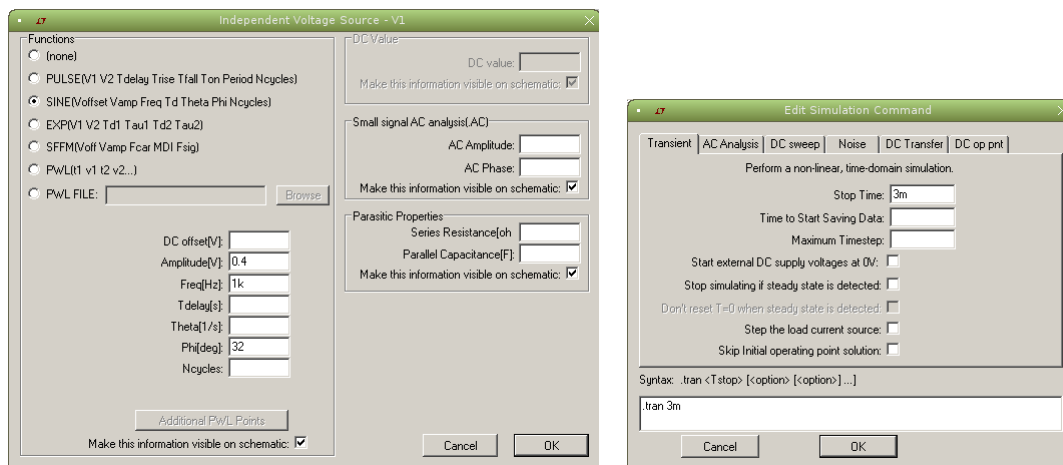 Independent Voltage Source - V1
Functions
(none)
PULSE(V1 V2 Tdelay Trise Tfall Ton Period Ncycles)
SINE(Voffset Vamp Freq Td Theta Phi Ncycles)
EXP(V1 V2 Td1 Tau1 Td2 Tau2)
SFFM(Voff Vamp Fcar MDI Fsig)
PWL(t1 v1 t2 v2...)
PWL FILE:
Browse
DC offset[V]:
Amplitude[V]: 0.4
Freq[Hz]: 1k
Tdelay[s]:
Theta[1/s]:
Phi[deg]: 32
Ncycles:
Additional PWL Points
Make this information visible on schematic:
DC Value
DC value:
Make this information visible on schematic:
Small signal AC analysis(.AC)
AC Amplitude:
AC Phase:
Make this information visible on schematic:
Parasitic Properties
Series Resistance[oh
Parallel Capacitance[F]:
Make this information visible on schematic:
Cancel OK
Edit Simulation Command
Transient AC Analysis DC sweep Noise DC Transfer DC op pnt
Perform a non-linear, time-domain simulation.
Stop Time: 3m
Time to Start Saving Data:
Maximum Timestep:
Start external DC supply voltages at 0V:
Stop simulating if steady state is detected:
Don't reset T=0 when steady state is detected:
Step the load current source:
Skip Initial operating point solution:
Syntax: .tran <Tstop> [<option> [<option>] ...]
.tran 3m
Cancel OK